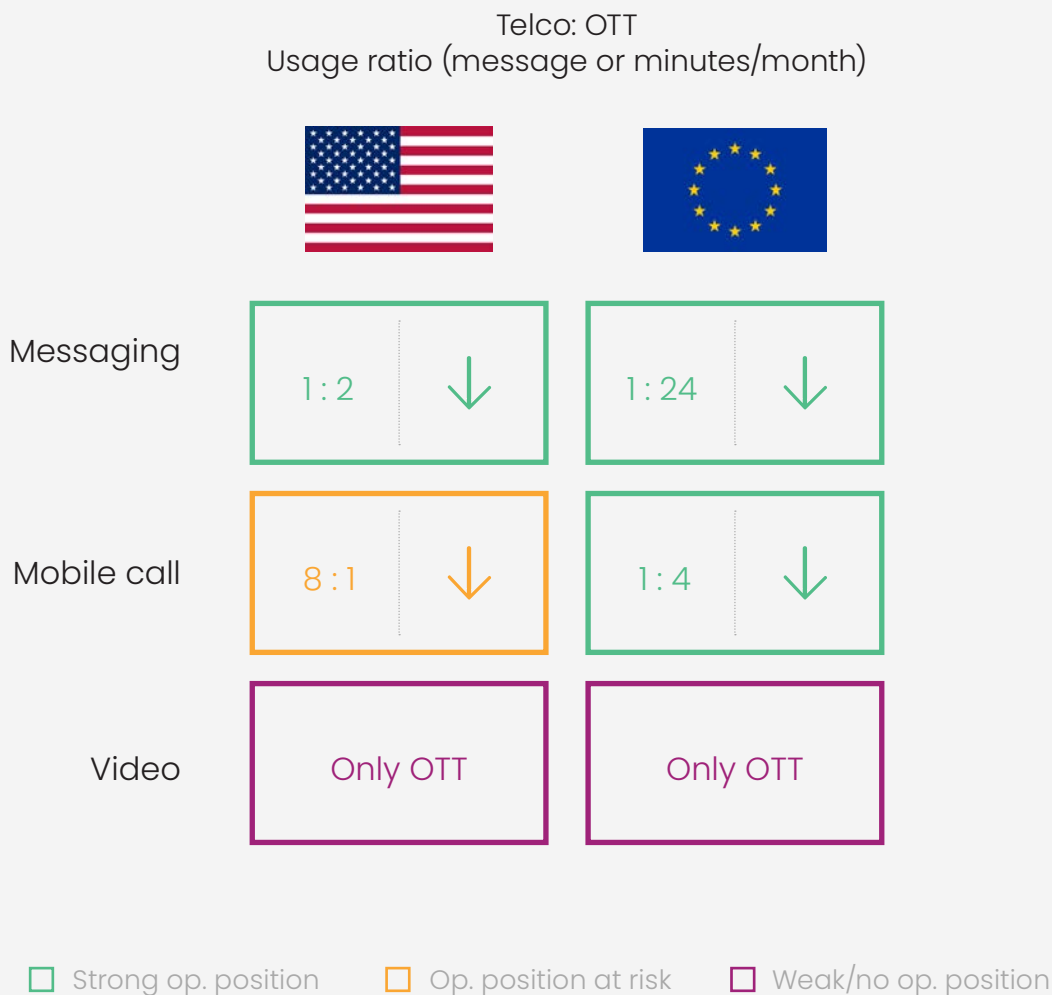 Telco: OTT
Usage ratio (message or minutes/month)
Messaging
1 : 2
1 : 24
Mobile call
8 : 1
1 : 4
Video
Only OTT
Only OTT
Strong op. position
Op. position at risk
Weak/no op. position